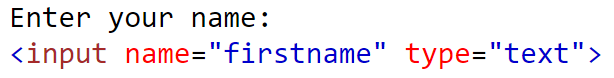 Enter your name:
<input name="firstname" type="text">